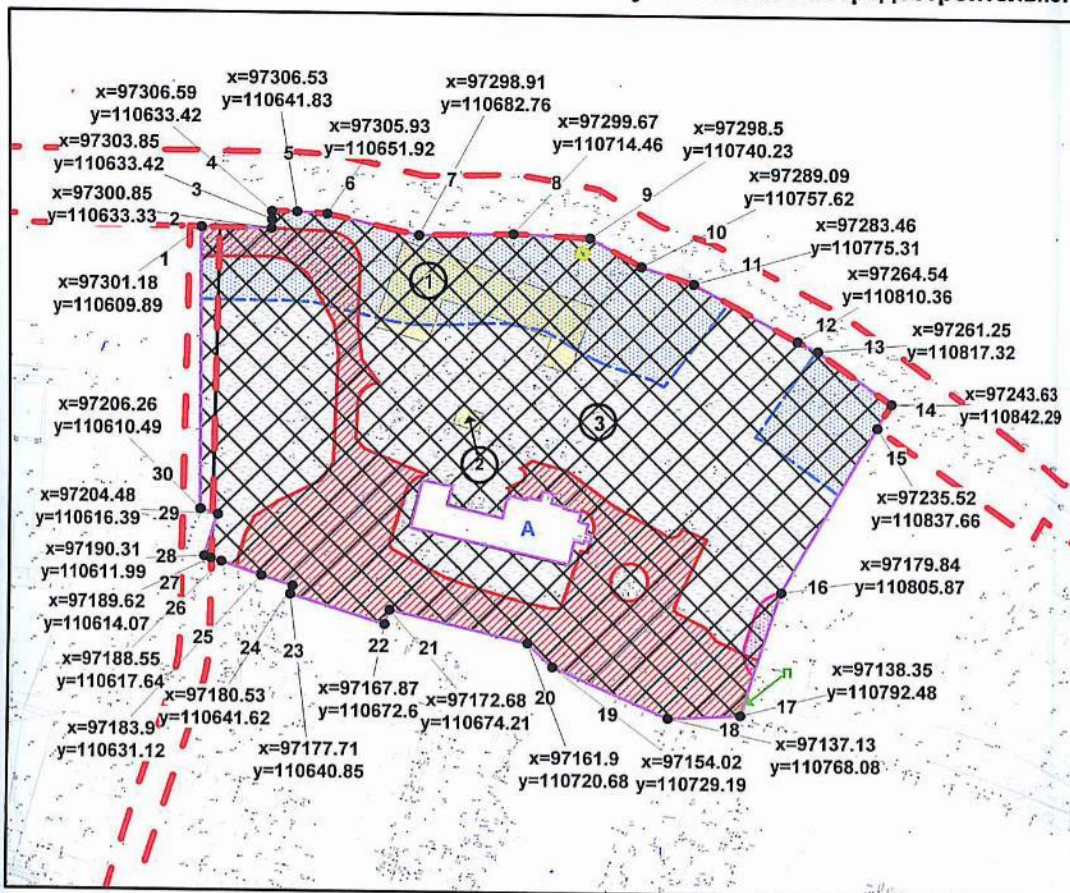 x=97306.59
y=110633.42
x=97306.53
y=110641.83
x=97298.91
y=110682.76
x=97305.93
y=110651.92
x=97299.67
y=110714.46
x=97298.5
y=110740.23
x=97303.85
y=110633.42
x=97300.85
y=110633.33
x=97289.09
y=110757.62
x=97283.46
y=110775.31
4
5
6
7
8
9
3
2
10
1
11
x=97301.18
y=110609.89
1
x=97264.54
y=110810.36
12
13
x=97261.25
y=110817.32
x=97206.26
y=110610.49
3
14
x=97243.63
y=110842.29
15
2
x=97235.52
y=110837.66
30
29
А
x=97204.48
y=110616.39
x=97190.31
y=110611.99
28
27
26
16
x=97179.84
y=110805.87
x=97189.62
y=110614.07
25
24
23
22
21
20
19
18
17
п
x=97138.35
y=110792.48
x=97188.55
y=110617.64
x=97180.53
y=110641.62
x=97167.87
y=110672.6
x=97172.68
y=110674.21
x=97183.9
y=110631.12
x=97177.71
y=110640.85
x=97161.9
y=110720.68
x=97154.02
y=110729.19
x=97137.13
y=110768.08